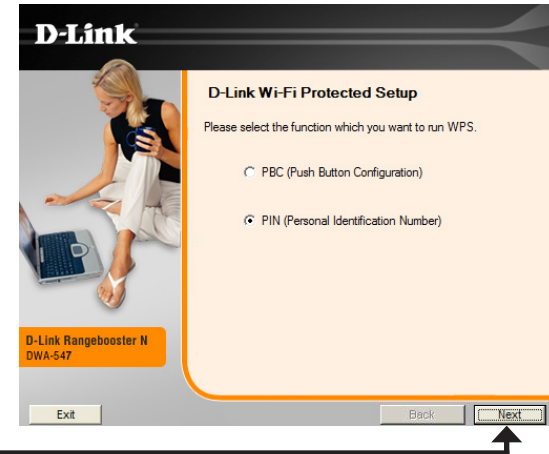 D-Link
D-Link Wi-Fi Protected Setup
Please select the function which you want to run WPS.
PBC (Push Button Configuration)
PIN (Personal Identification Number)
D-Link Rangebooster N
DWA-547
Exit
Back
Next